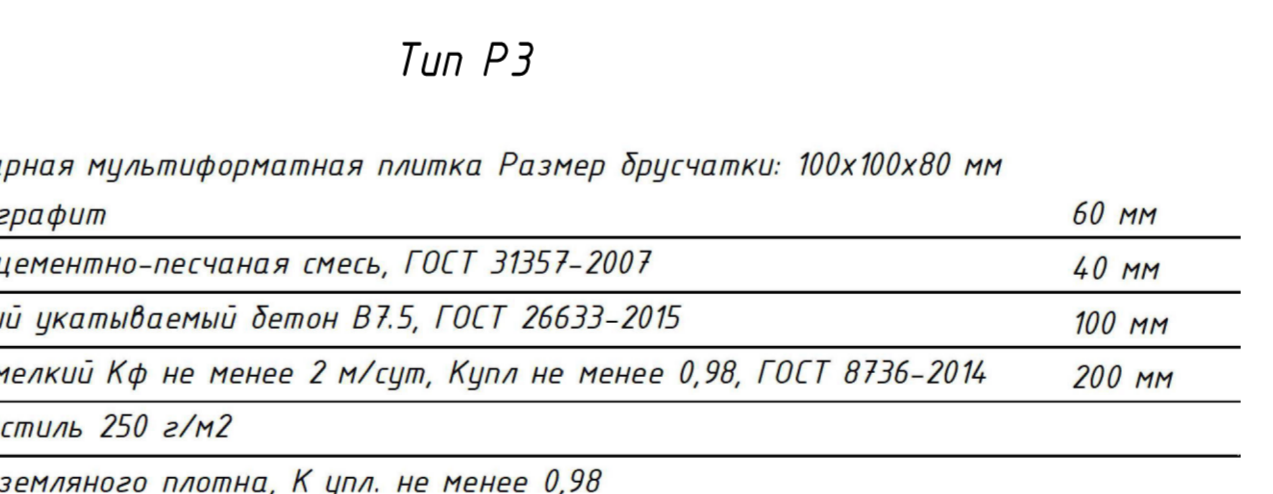 Тип Р3
рная мультиформатная плитка Размер брусчатки: 100х100х80 мм
графит 60 мм
цементно-песчаная смесь, ГОСТ 31357-2007 40 мм
ый укатываемый бетон В7.5, ГОСТ 26633-2015 100 мм
мелкий Кф не менее 2 м/сут, Купл не менее 0,98, ГОСТ 8736-2014 200 мм
стиль 250 г/м2
земляного плотна, К упл. не менее 0,98